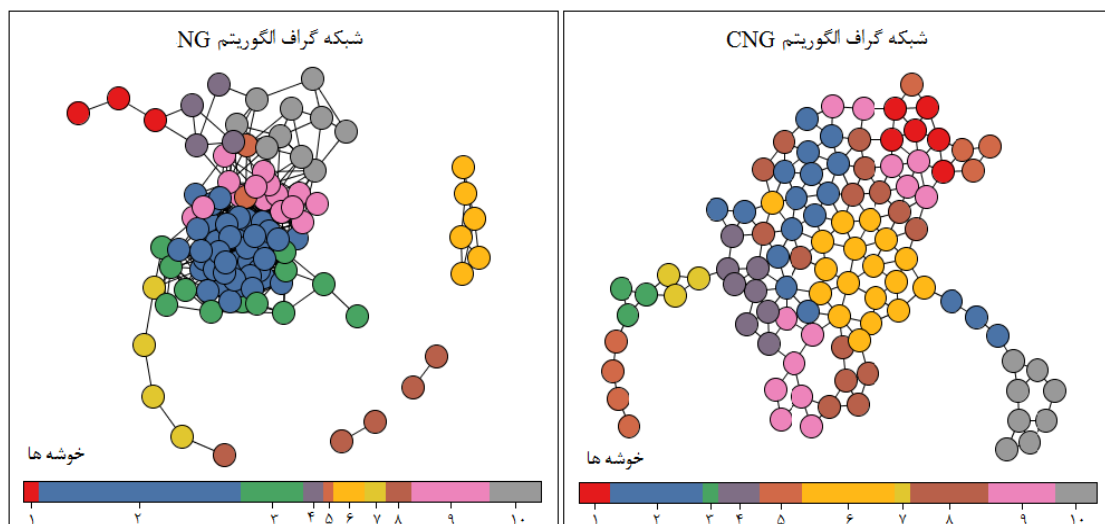 شبکه گراف الگوریتم NG
خوشه ها
۱ ۲ ۳ ۴ ۵ ۶ ۷ ۸ ۹ ۱۰
شبکه گراف الگوریتم CNG
خوشه ها
۱ ۲ ۳ ۴ ۵ ۶ ۷ ۸ ۹ ۱۰